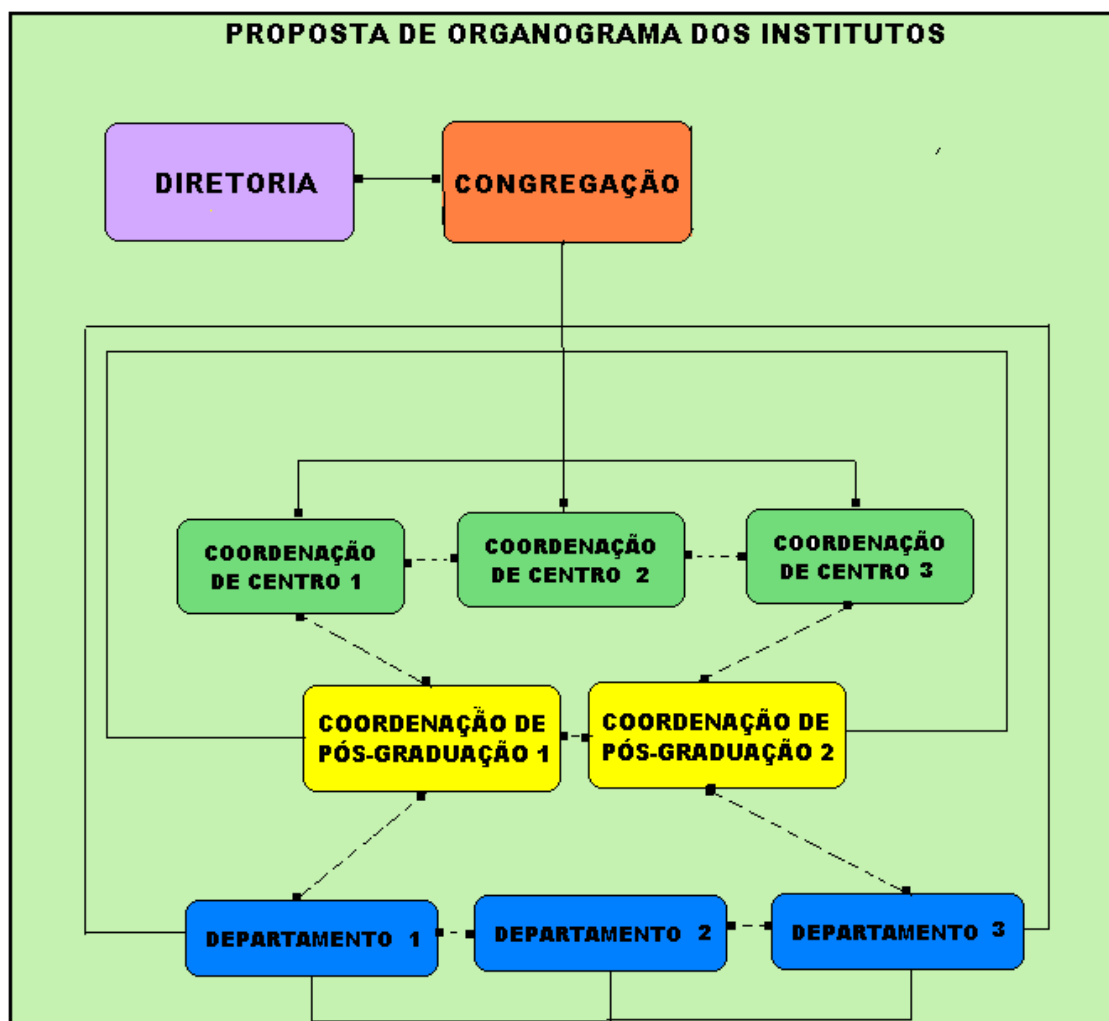 PROPOSTA DE ORGANOGRAMA DOS INSTITUTOS
DIRETORIA
CONGREGAÇÃO
COORDENAÇÃO
DE CENTRO 1
COORDENAÇÃO
DE CENTRO 2
COORDENAÇÃO
DE CENTRO 3
COORDENAÇÃO DE
PÓS-GRADUAÇÃO 1
COORDENAÇÃO DE
PÓS-GRADUAÇÃO 2
DEPARTAMENTO 1
DEPARTAMENTO 2
DEPARTAMENTO 3